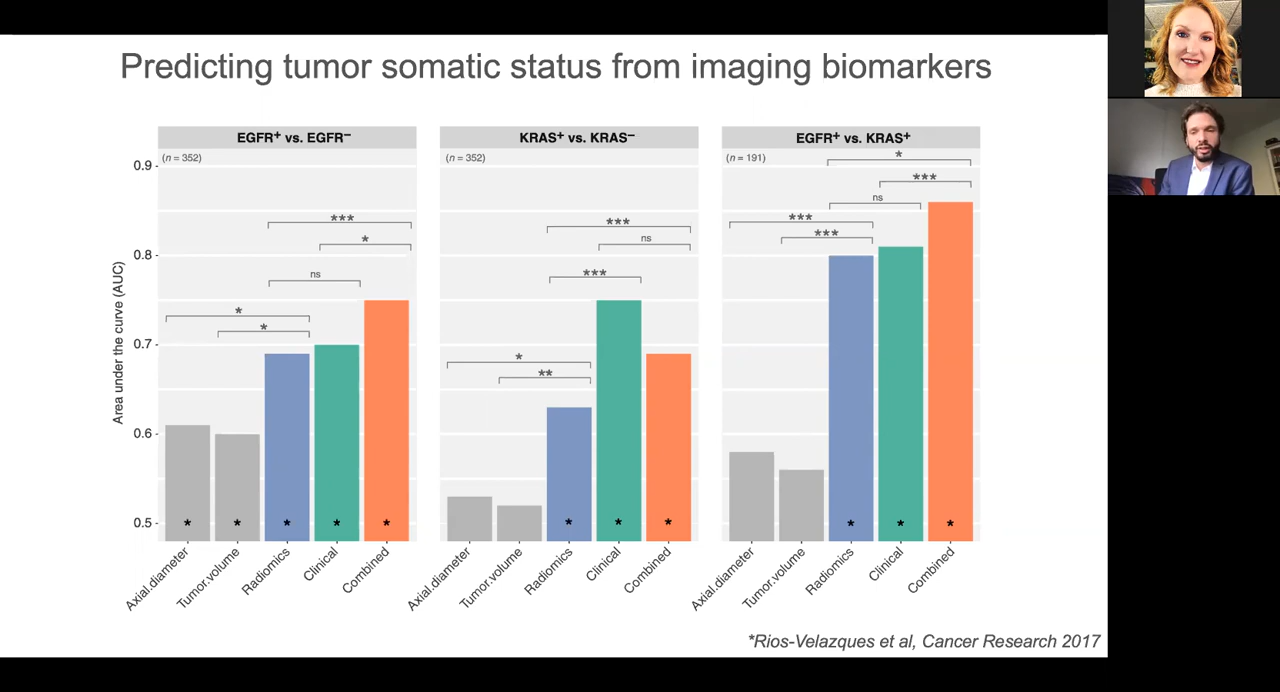 Predicting tumor somatic status from imaging biomarkers
EGFR⁺ vs. EGFR⁻
(n = 352)
Area under the curve (AUC)
0.9
0.8
0.7
0.6
0.5
***
*
ns
*
*
*
*
*
*
*
Axial.diameter
Tumor.volume
Radiomics
Clinical
Combined
KRAS⁺ vs. KRAS⁻
(n = 352)
***
ns
***
*
**
*
*
*
Axial.diameter
Tumor.volume
Radiomics
Clinical
Combined
EGFR⁺ vs. KRAS⁺
(n = 191)
*
***
ns
***
***
*
*
*
Axial.diameter
Tumor.volume
Radiomics
Clinical
Combined
*Rios-Velazques et al, Cancer Research 2017